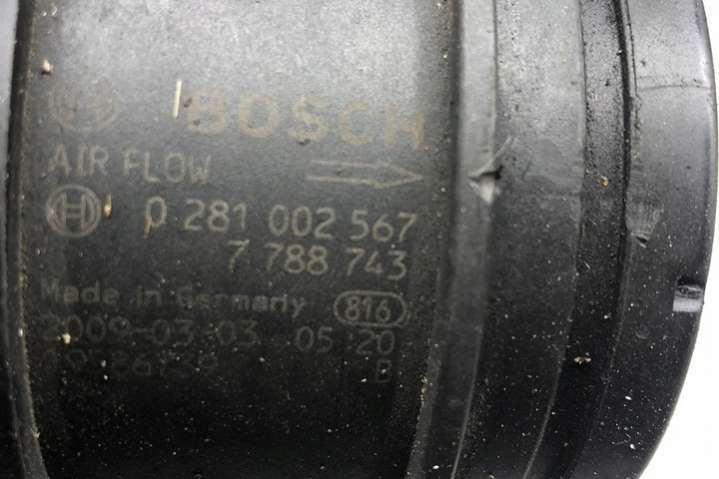 BOSCH
AIR FLOW
0 281 002 567
7 788 743
Made in Germany 816
2009-03-03 05:20
B